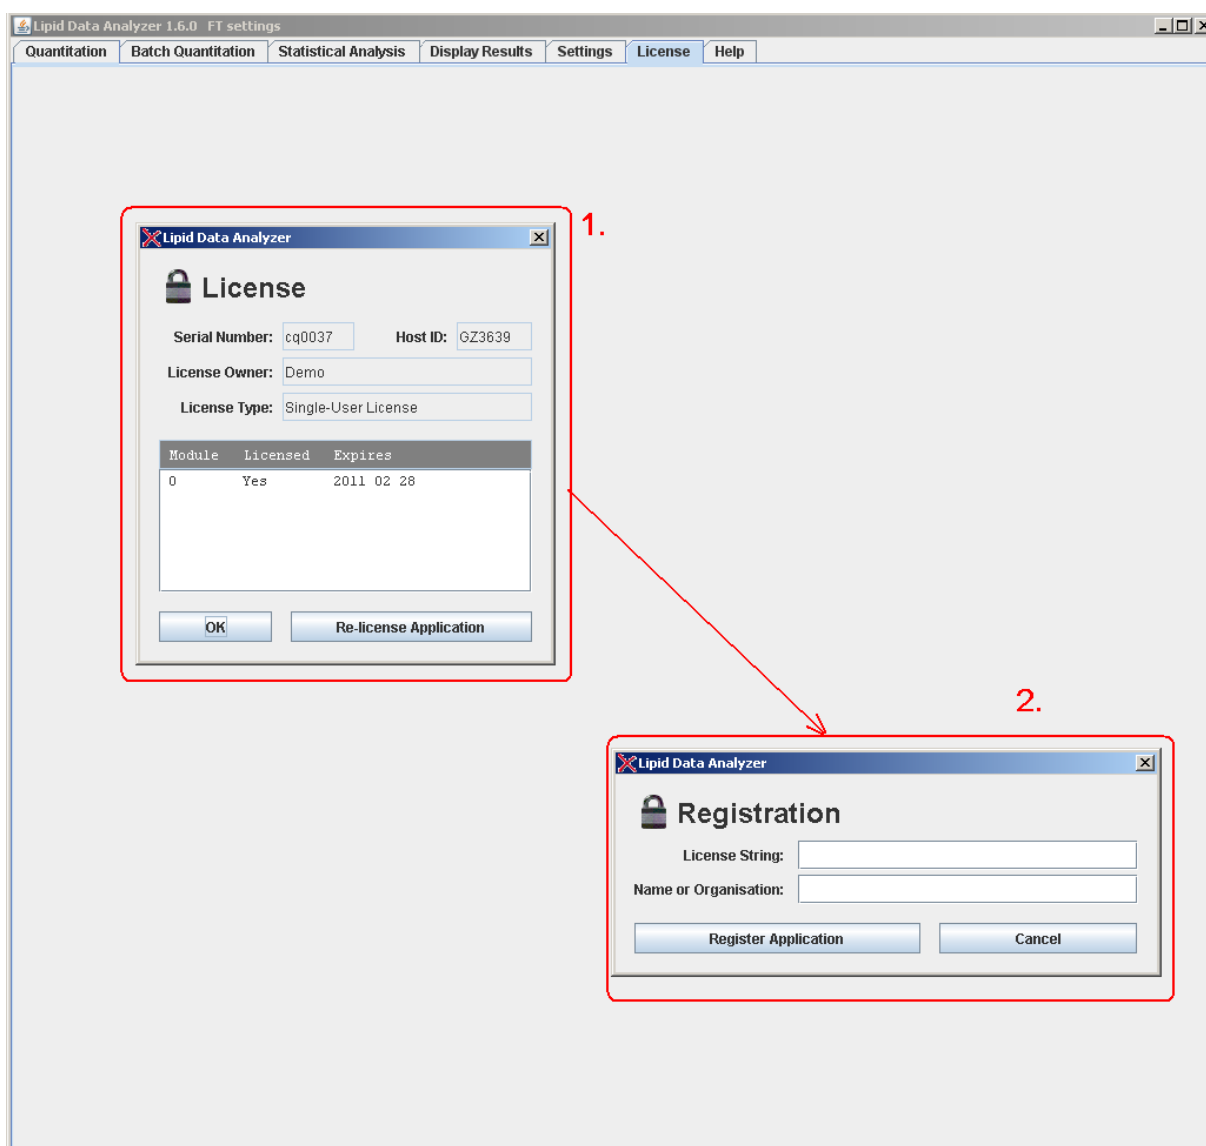 Lipid Data Analyzer 1.6.0 FT settings
Quantitation Batch Quantitation Statistical Analysis Display Results Settings License Help
1.
Lipid Data Analyzer
License
Serial Number: cq0037 Host ID: GZ3639
License Owner: Demo
License Type: Single-User License
Module Licensed Expires
0 Yes 2011 02 28
OK Re-license Application
2.
Lipid Data Analyzer
Registration
License String:
Name or Organisation:
Register Application Cancel